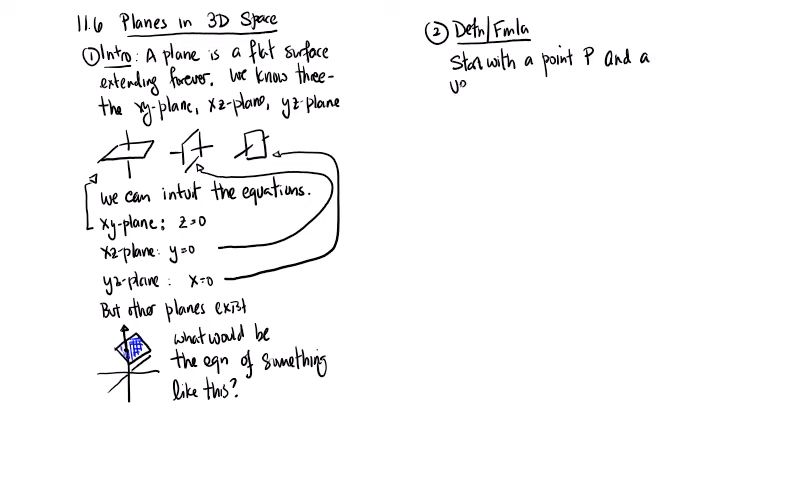 11.6 Planes in 3D Space
① Intro: A plane is a flat surface
extending forever. We know three-
the xy-plane, xz-plane, yz-plane
we can intuit the equations.
xy-plane: z=0
xz-plane: y=0
yz-plane: x=0
But other planes exist
what would be
the eqn of something
like this?
② Defn/Fmla
Start with a point P and a